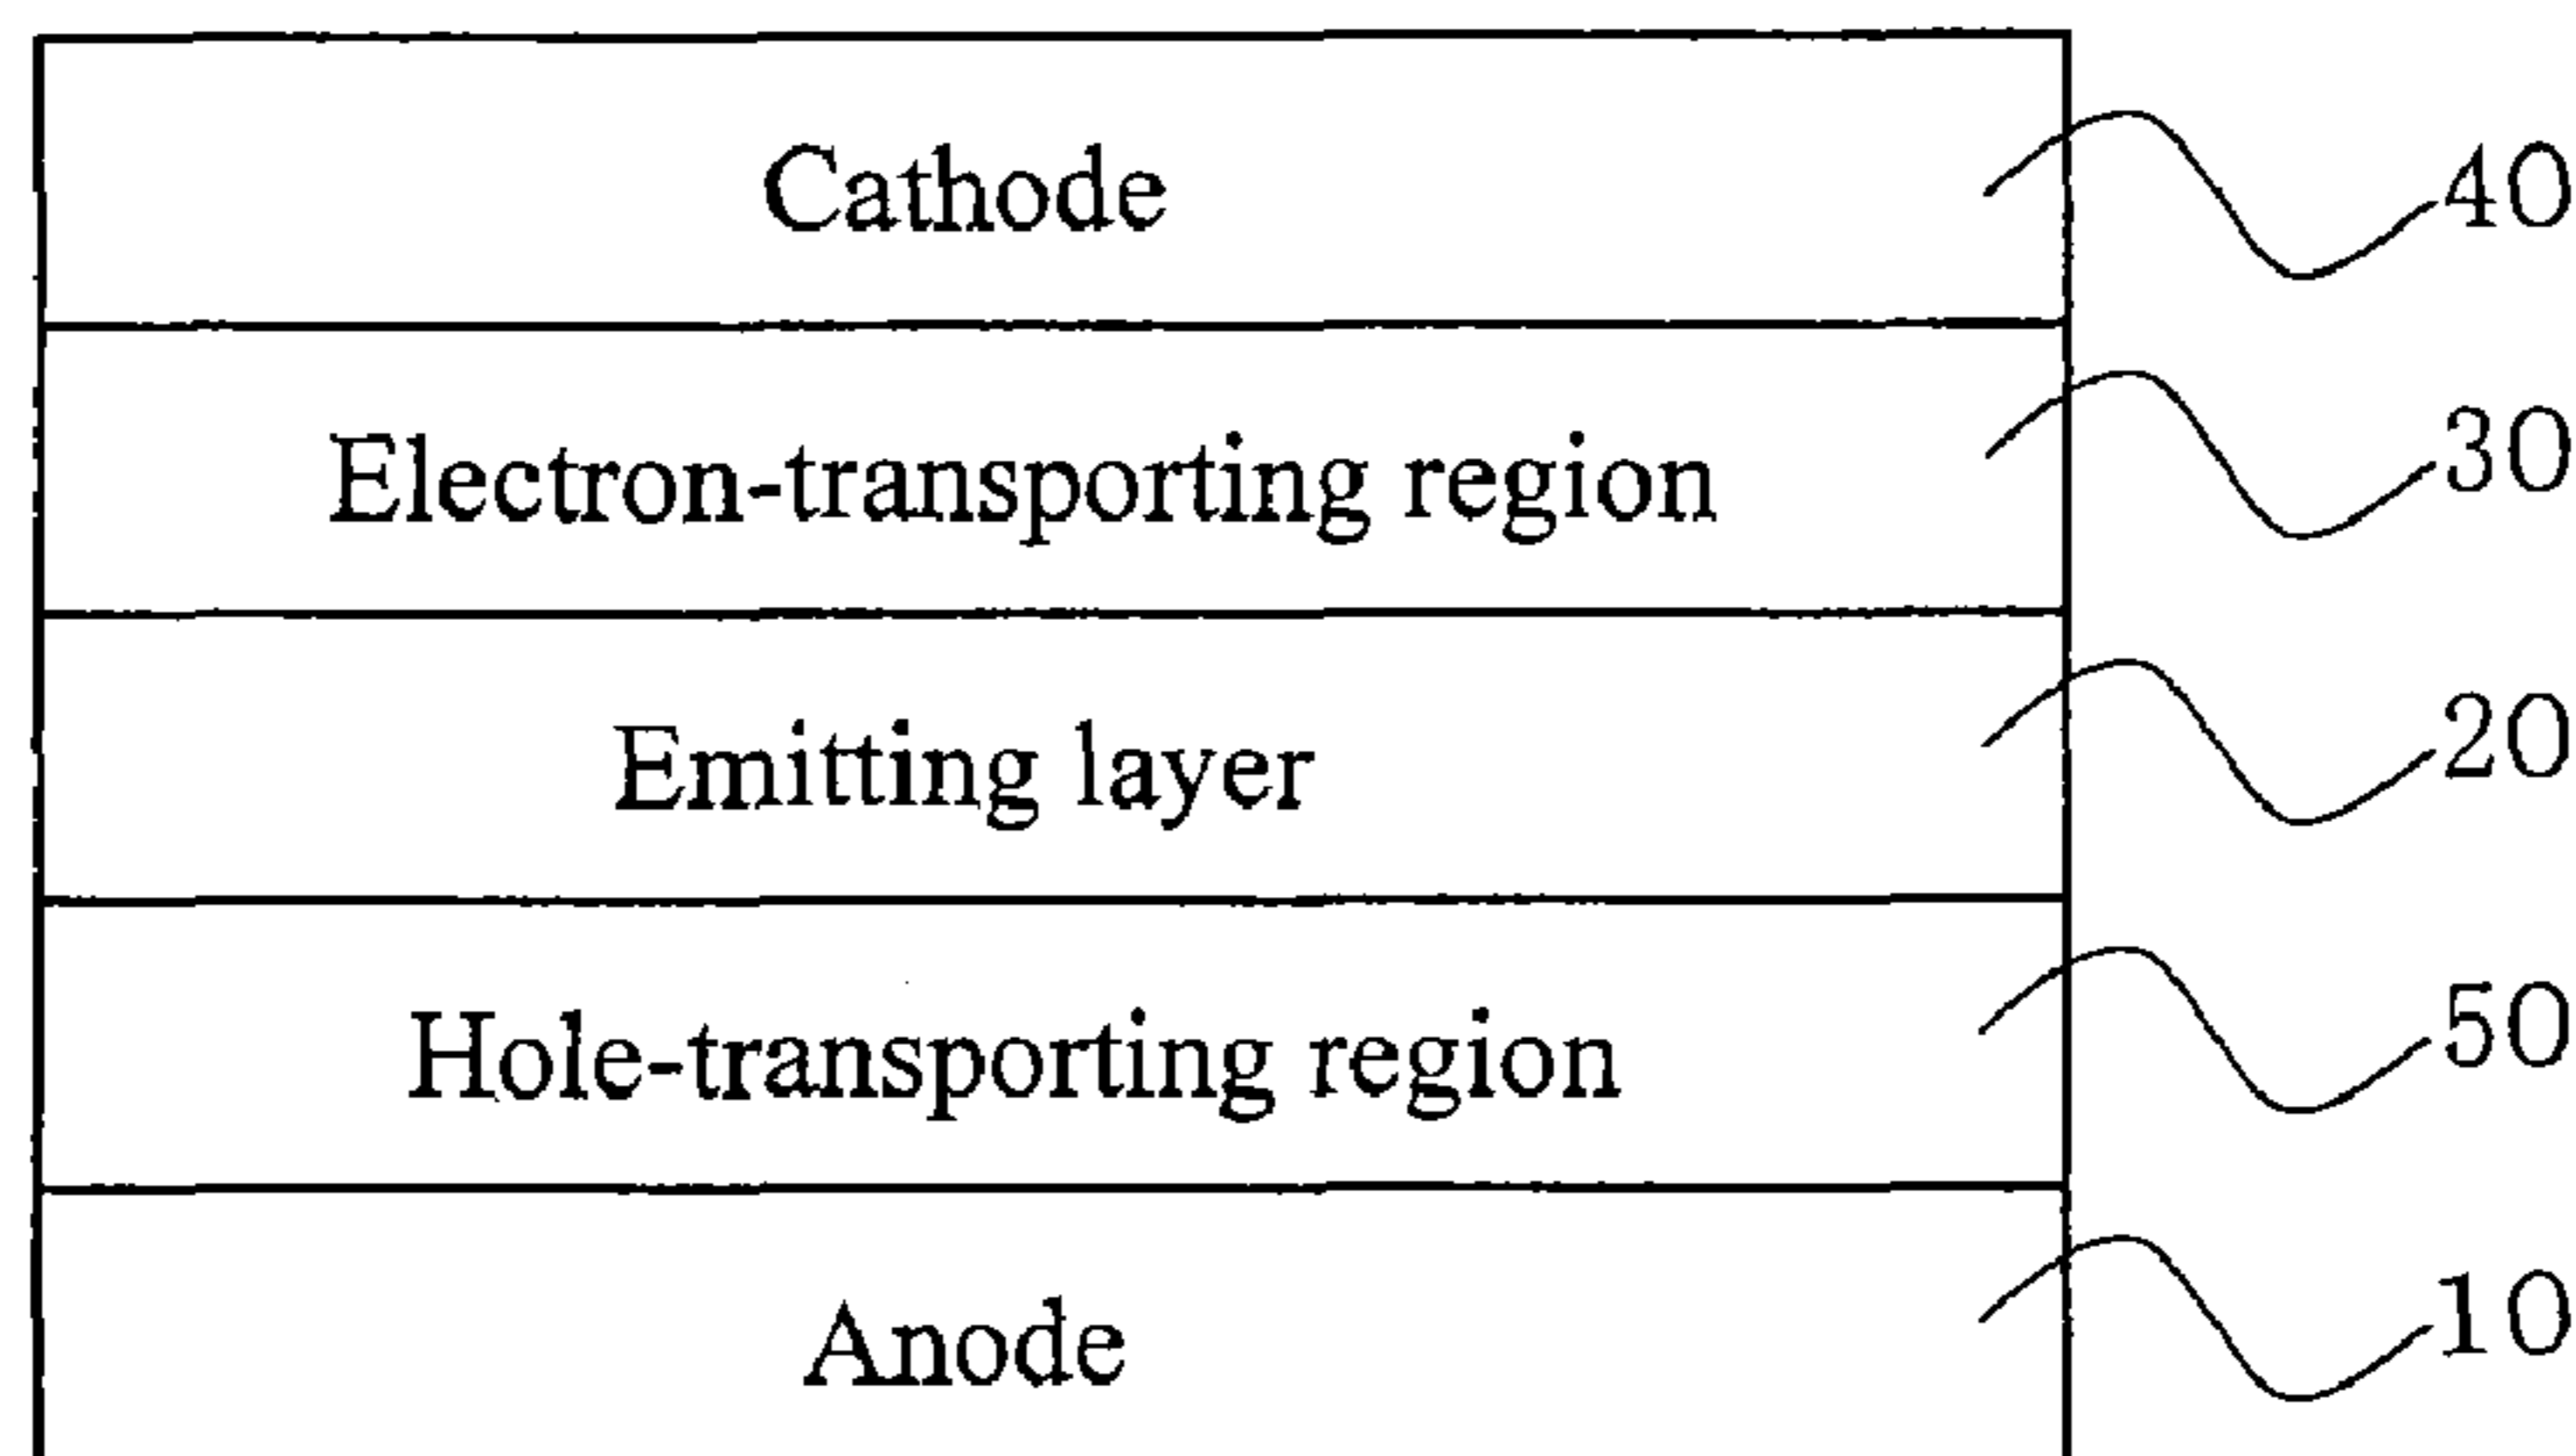 Cathode 40
Electron-transporting region 30
Emitting layer 20
Hole-transporting region 50
Anode 10